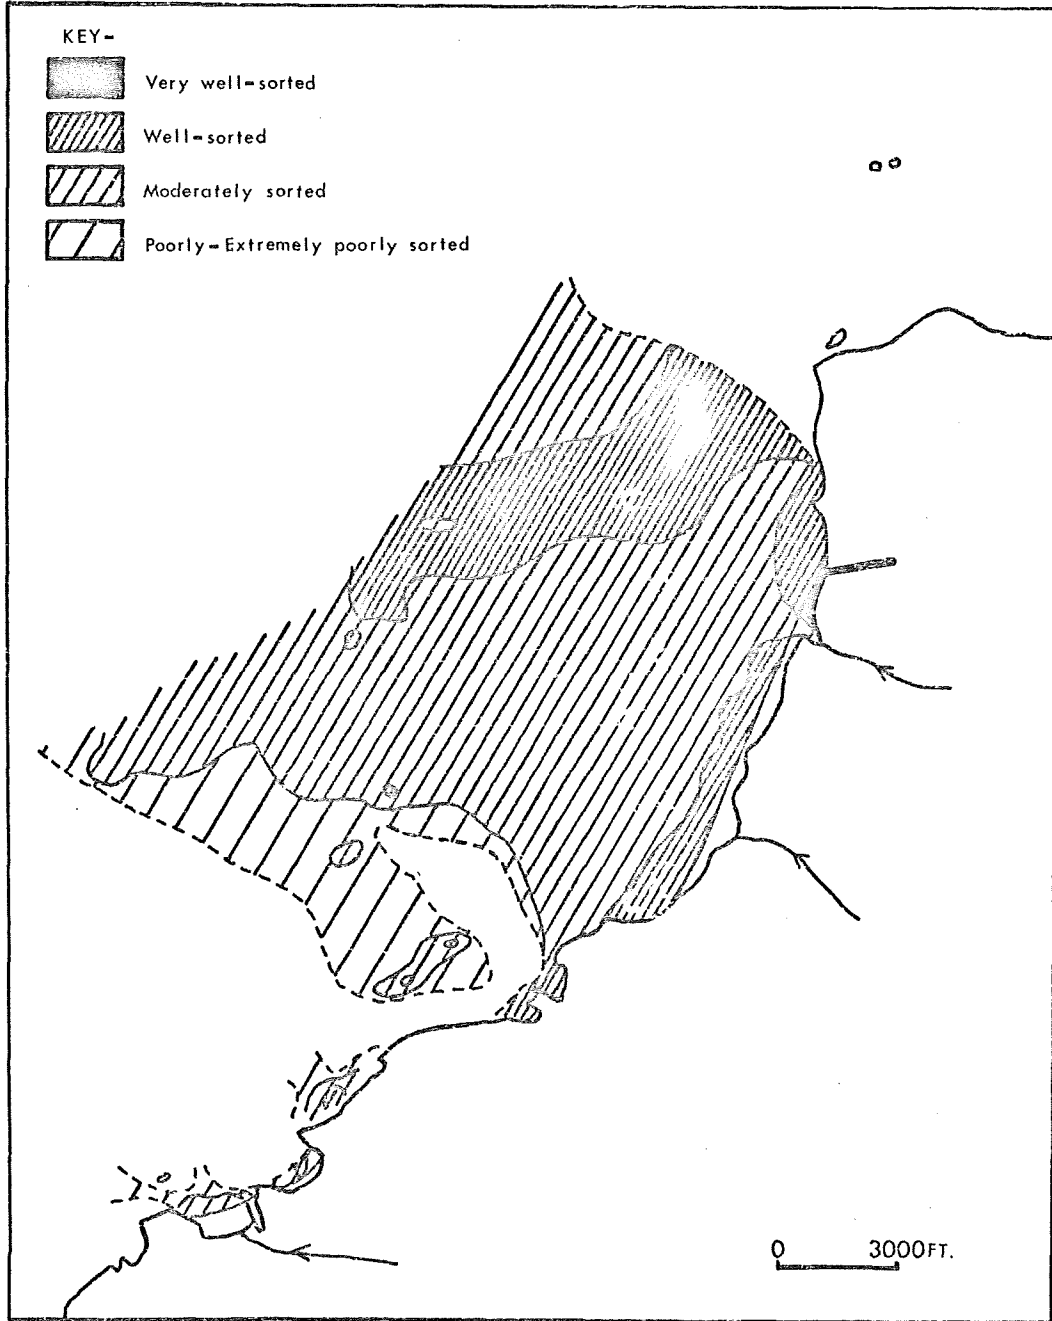 KEY-
Very well-sorted
Well-sorted
Moderately sorted
Poorly-Extremely poorly sorted
0 3000FT.